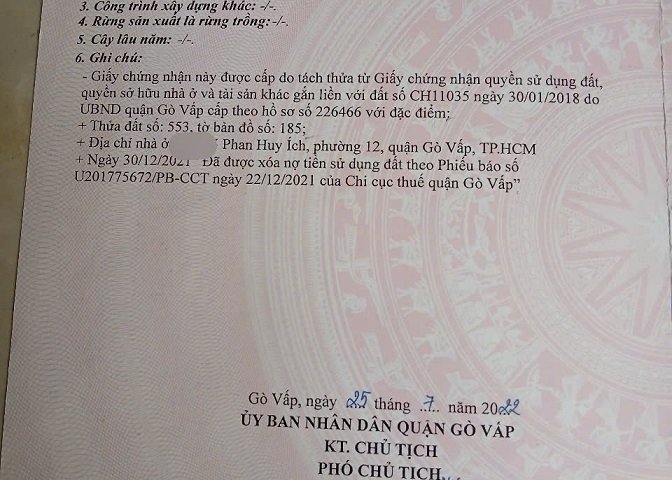 3. Công trình xây dựng khác: -/-.
4. Rừng sản xuất là rừng trồng:-/-.
5. Cây lâu năm: -/-.
6. Ghi chú:
- Giấy chứng nhận này được cấp do tách thửa từ Giấy chứng nhận quyền sử dụng đất,
quyền sở hữu nhà ở và tài sản khác gắn liền với đất số CH11035 ngày 30/01/2018 do
UBND quận Gò Vấp cấp theo hồ sơ số 226466 với đặc điểm;
+ Thửa đất số: 553, tờ bản đồ số: 185;
+ Địa chỉ nhà ở Phan Huy Ích, phường 12, quận Gò Vấp, TP.HCM
+ Ngày 30/12/2021 Đã được xóa nợ tiền sử dụng đất theo Phiếu báo số
U201775672/PB-CCT ngày 22/12/2021 của Chi cục thuế quận Gò Vấp"
Gò Vấp, ngày 25 tháng .7. năm 2022
ỦY BAN NHÂN DÂN QUẬN GÒ VẤP
KT. CHỦ TỊCH
PHÓ CHỦ TỊCH